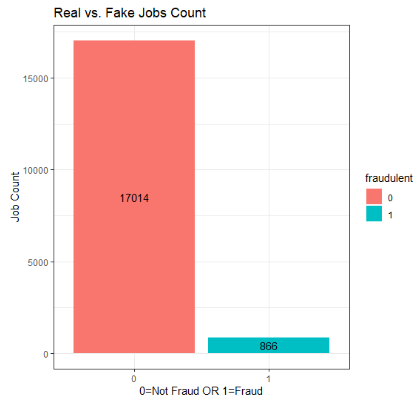 Real vs. Fake Jobs Count
Job Count
15000
10000
5000
0
17014
866
0
1
0=Not Fraud OR 1=Fraud
fraudulent
0
1